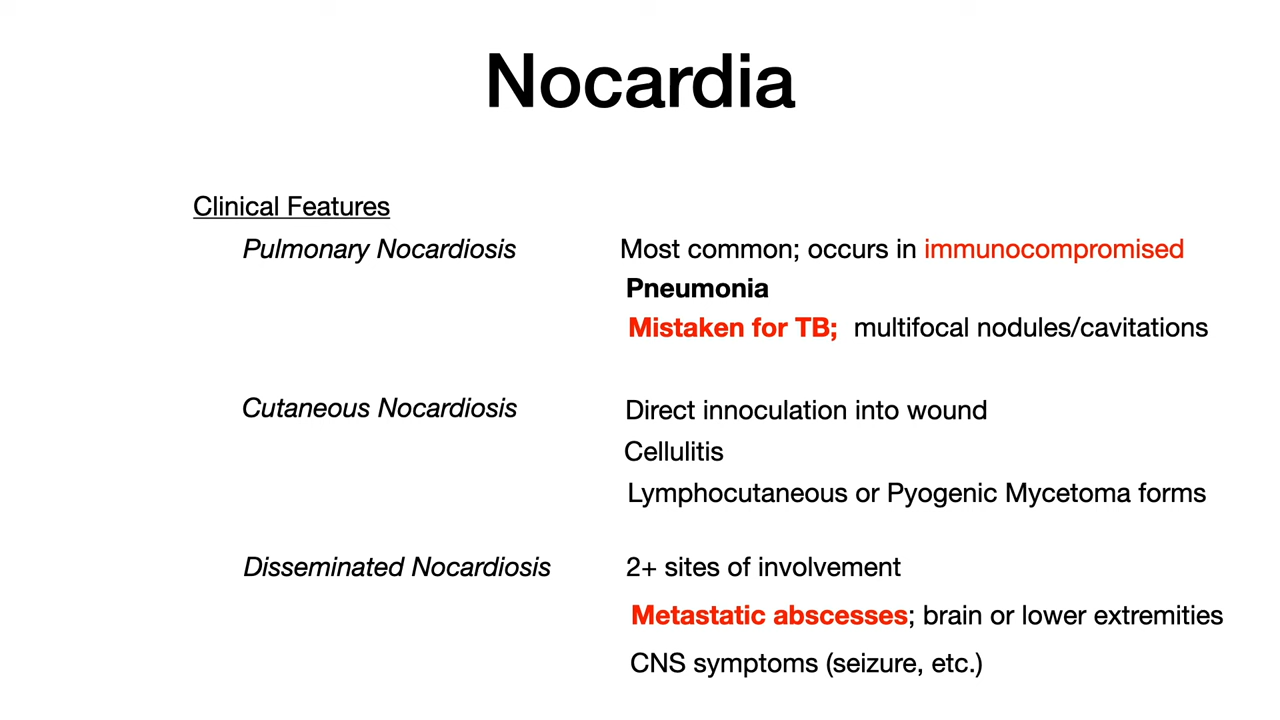 Nocardia
Clinical Features
Pulmonary Nocardiosis Most common; occurs in immunocompromised
Pneumonia
Mistaken for TB; multifocal nodules/cavitations
Cutaneous Nocardiosis Direct innoculation into wound
Cellulitis
Lymphocutaneous or Pyogenic Mycetoma forms
Disseminated Nocardiosis 2+ sites of involvement
Metastatic abscesses; brain or lower extremities
CNS symptoms (seizure, etc.)